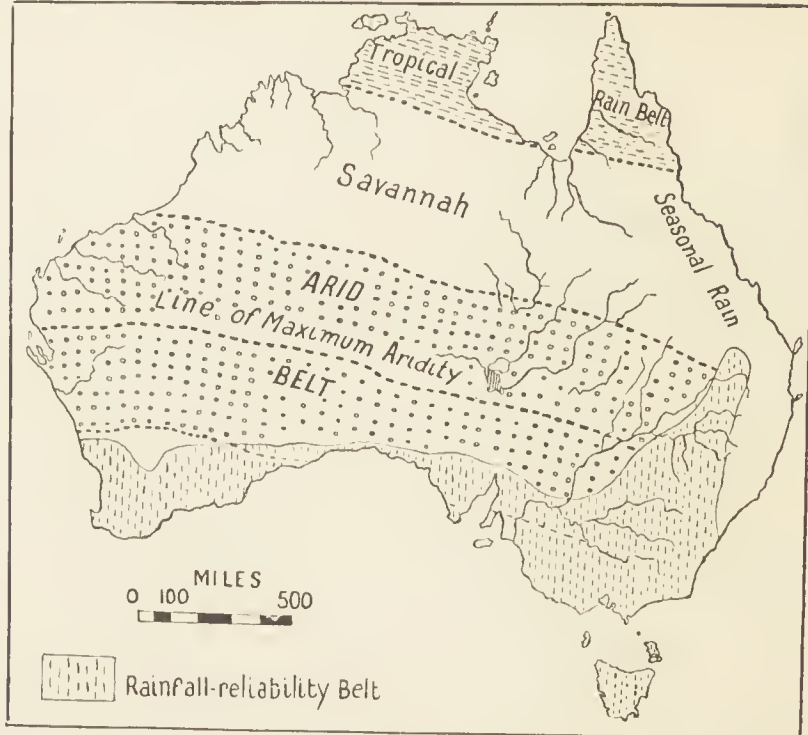 Tropical
Rain Belt
Savannah
Seasonal Rain
ARID
Line of Maximum Aridity
BELT
MILES
0 100 500
Rainfall-reliability Belt